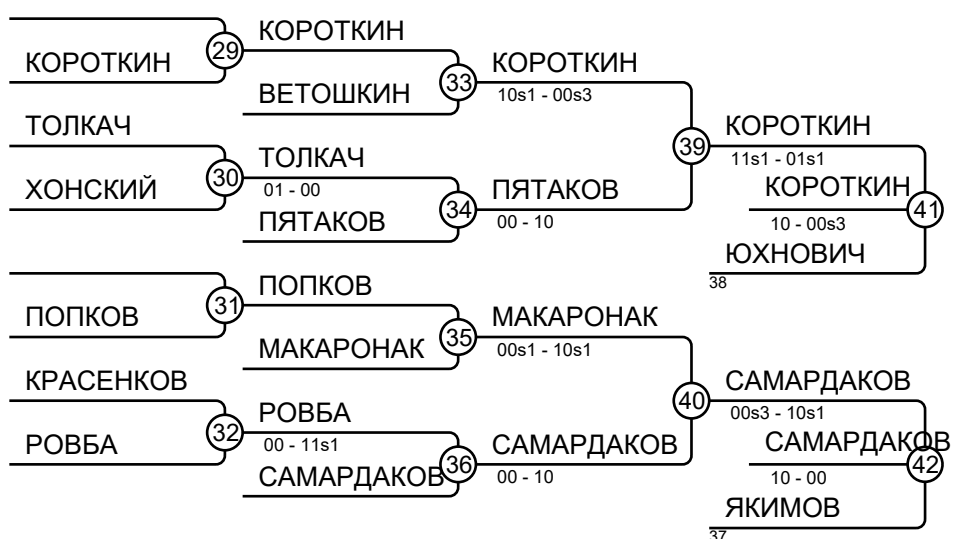 КОРОТКИН
29
КОРОТКИН
ВЕТОШКИН
33
КОРОТКИН
10s1 - 00s3
ТОЛКАЧ
ХОНСКИЙ
30
ТОЛКАЧ
01 - 00
ПЯТАКОВ
34
ПЯТАКОВ
00 - 10
39
КОРОТКИН
11s1 - 01s1
КОРОТКИН
10 - 00s3
41
ЮХНОВИЧ
38
ПОПКОВ
31
ПОПКОВ
МАКАРОНАК
35
МАКАРОНАК
00s1 - 10s1
КРАСЕНКОВ
РОВБА
32
РОВБА
00 - 11s1
САМАРДАКОВ
36
САМАРДАКОВ
00 - 10
40
САМАРДАКОВ
00s3 - 10s1
САМАРДАКОВ
10 - 00
42
ЯКИМОВ
37